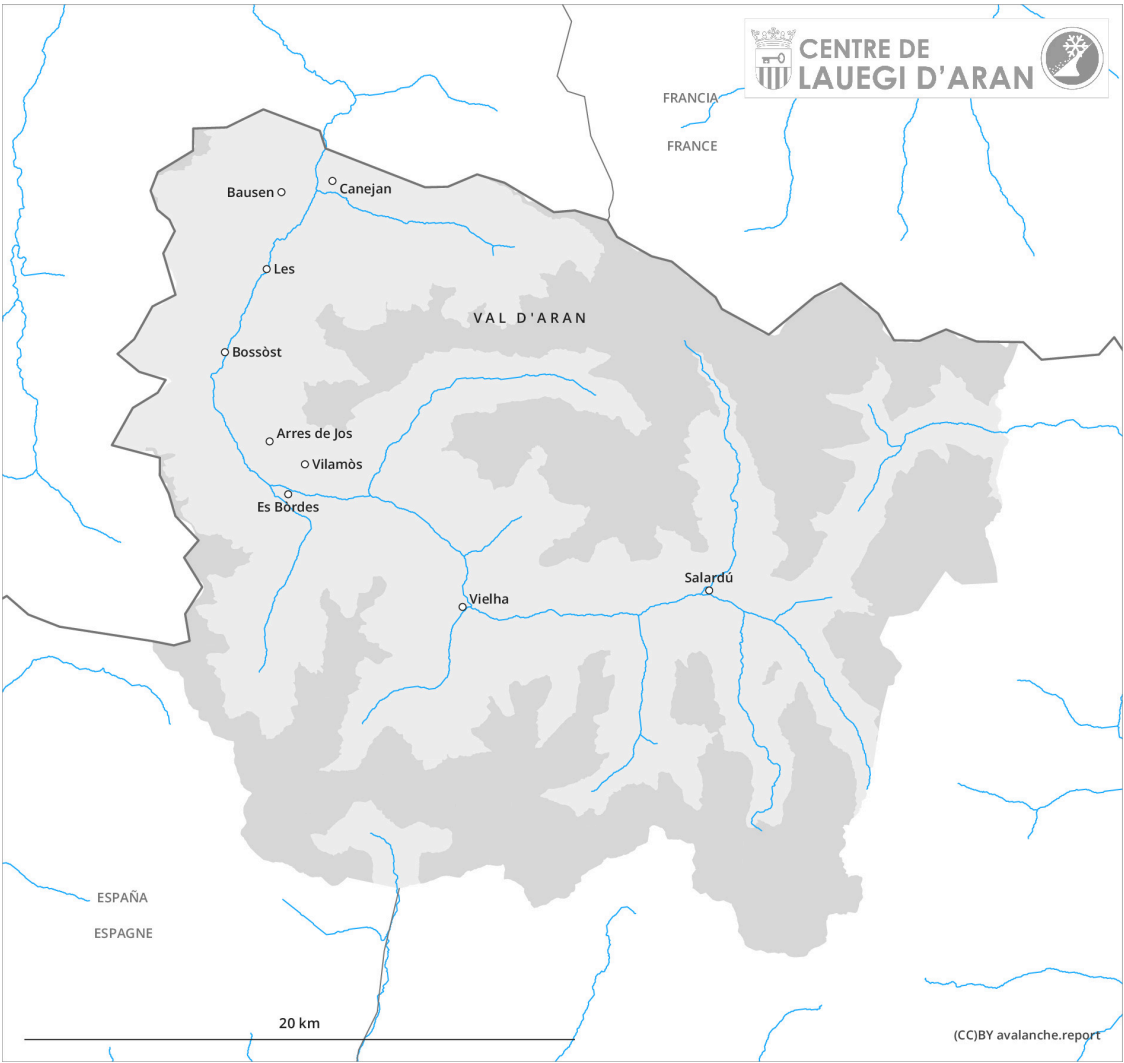 CENTRE DE
LAUEGI D'ARAN
FRANCIA
FRANCE
Bausen
Canejan
Les
VAL D'ARAN
Bossòst
Arres de Jos
Vilamòs
Es Bòrdes
Salardú
Vielha
ESPAÑA
ESPAGNE
20 km
(CC)BY avalanche.report